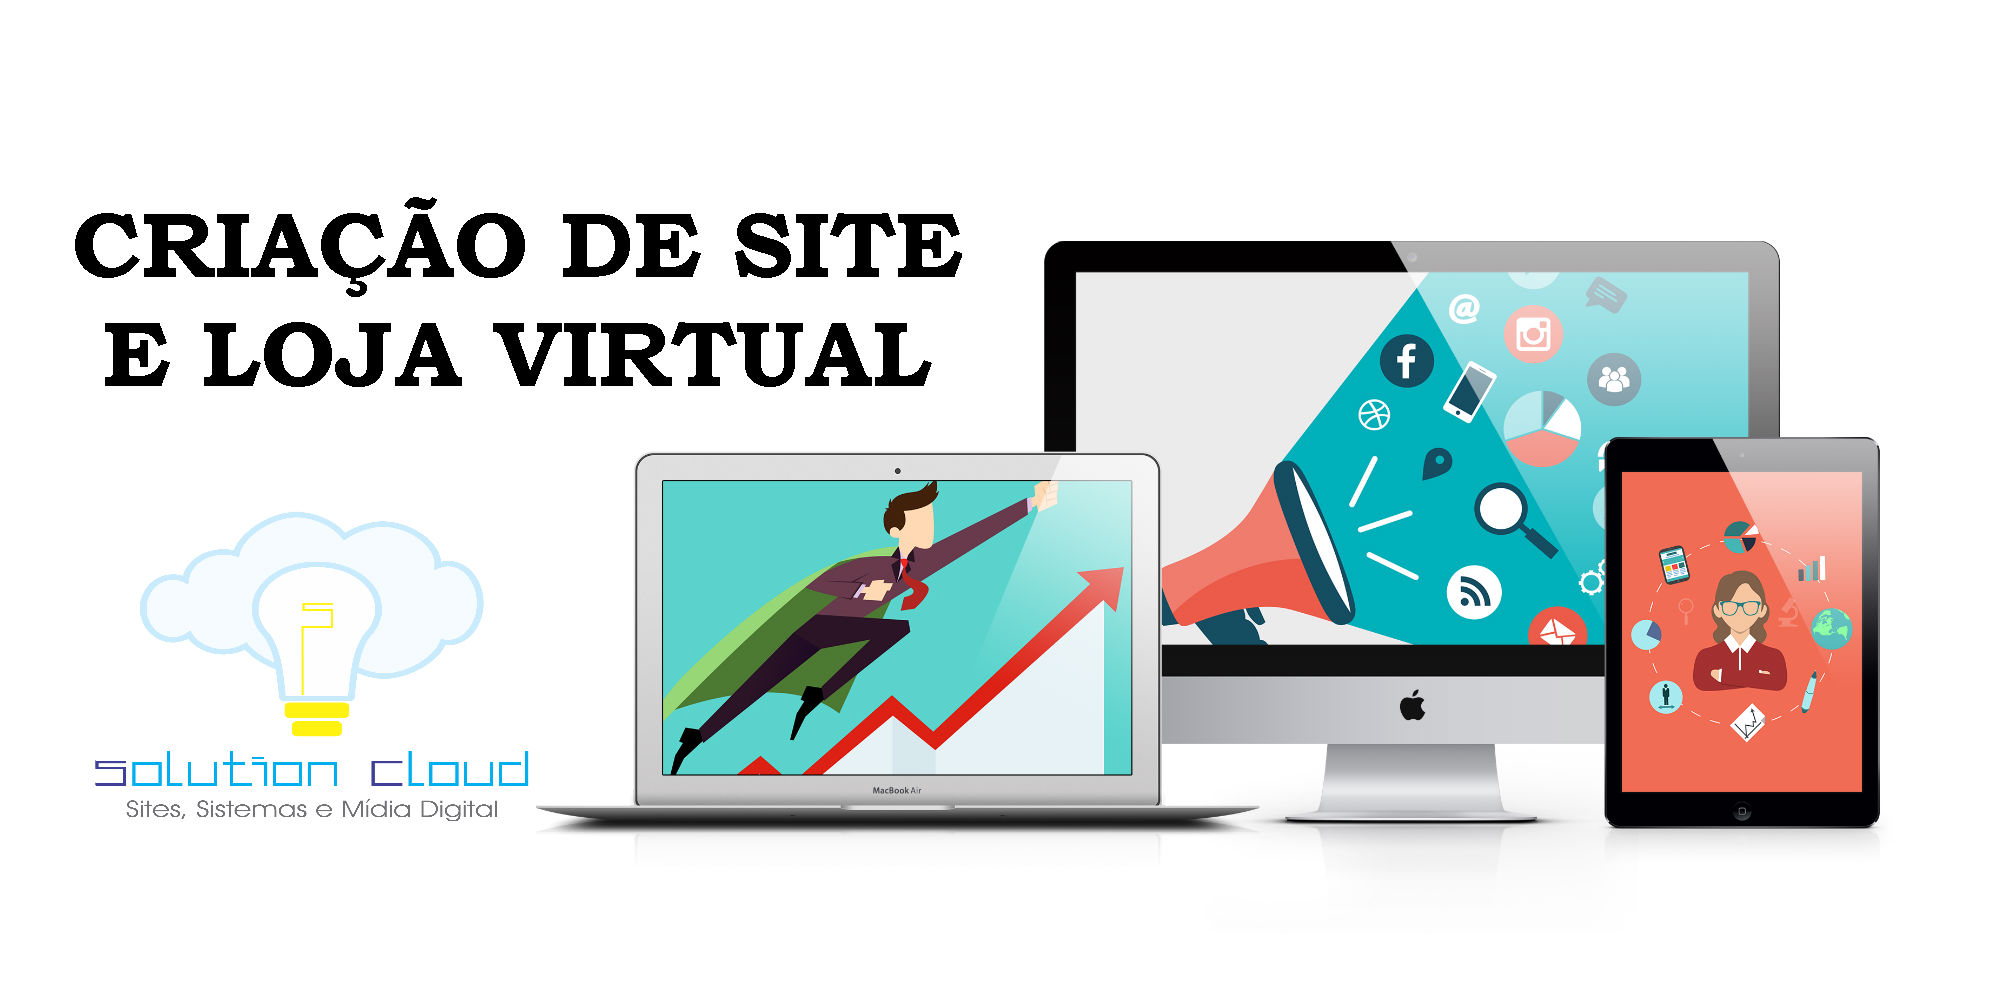 CRIAÇÃO DE SITE
E LOJA VIRTUAL
Solution Cloud
Sites, Sistemas e Mídia Digital
MacBook Air